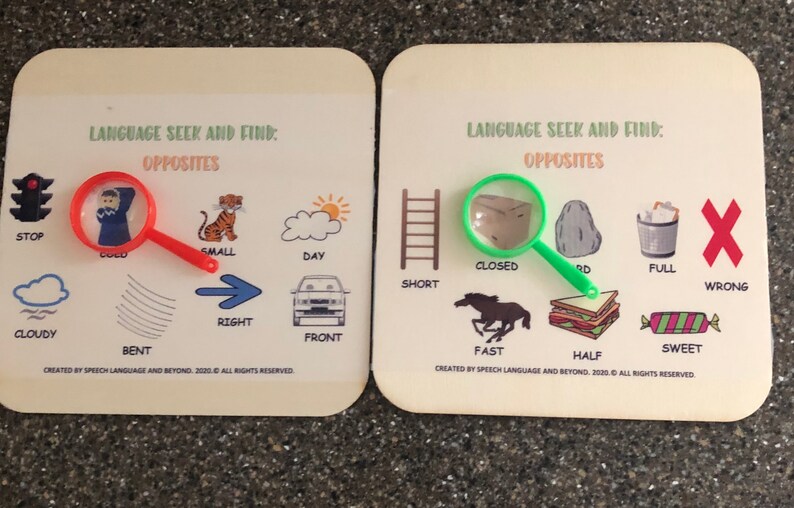 LANGUAGE SEEK AND FIND:
OPPOSITES
STOP
SMALL
DAY
CLOUDY
BENT
RIGHT
FRONT
CREATED BY SPEECH LANGUAGE AND BEYOND. 2020.© ALL RIGHTS RESERVED.
LANGUAGE SEEK AND FIND:
OPPOSITES
SHORT
CLOSED
FULL
WRONG
FAST
HALF
SWEET
CREATED BY SPEECH LANGUAGE AND BEYOND. 2020.© ALL RIGHTS RESERVED.